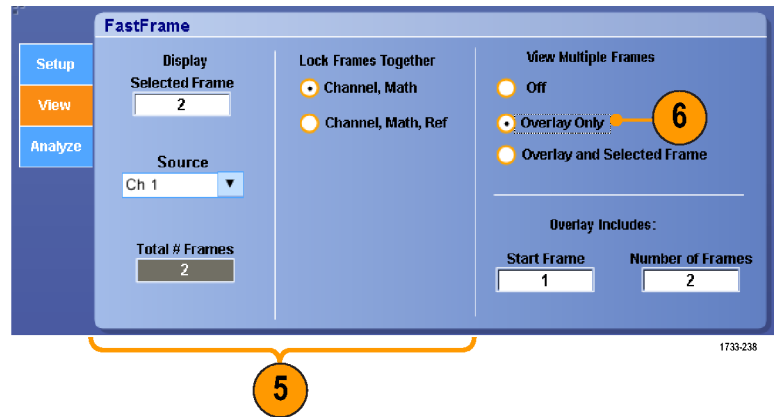 FastFrame
Setup
View
Analyze
Display
Selected Frame
2
Source
Ch 1
Total # Frames
2
Lock Frames Together
Channel, Math
Channel, Math, Ref
View Multiple Frames
Off
Overlay Only
6
Overlay and Selected Frame
Overlay Includes:
Start Frame
1
Number of Frames
2
1733-238
5